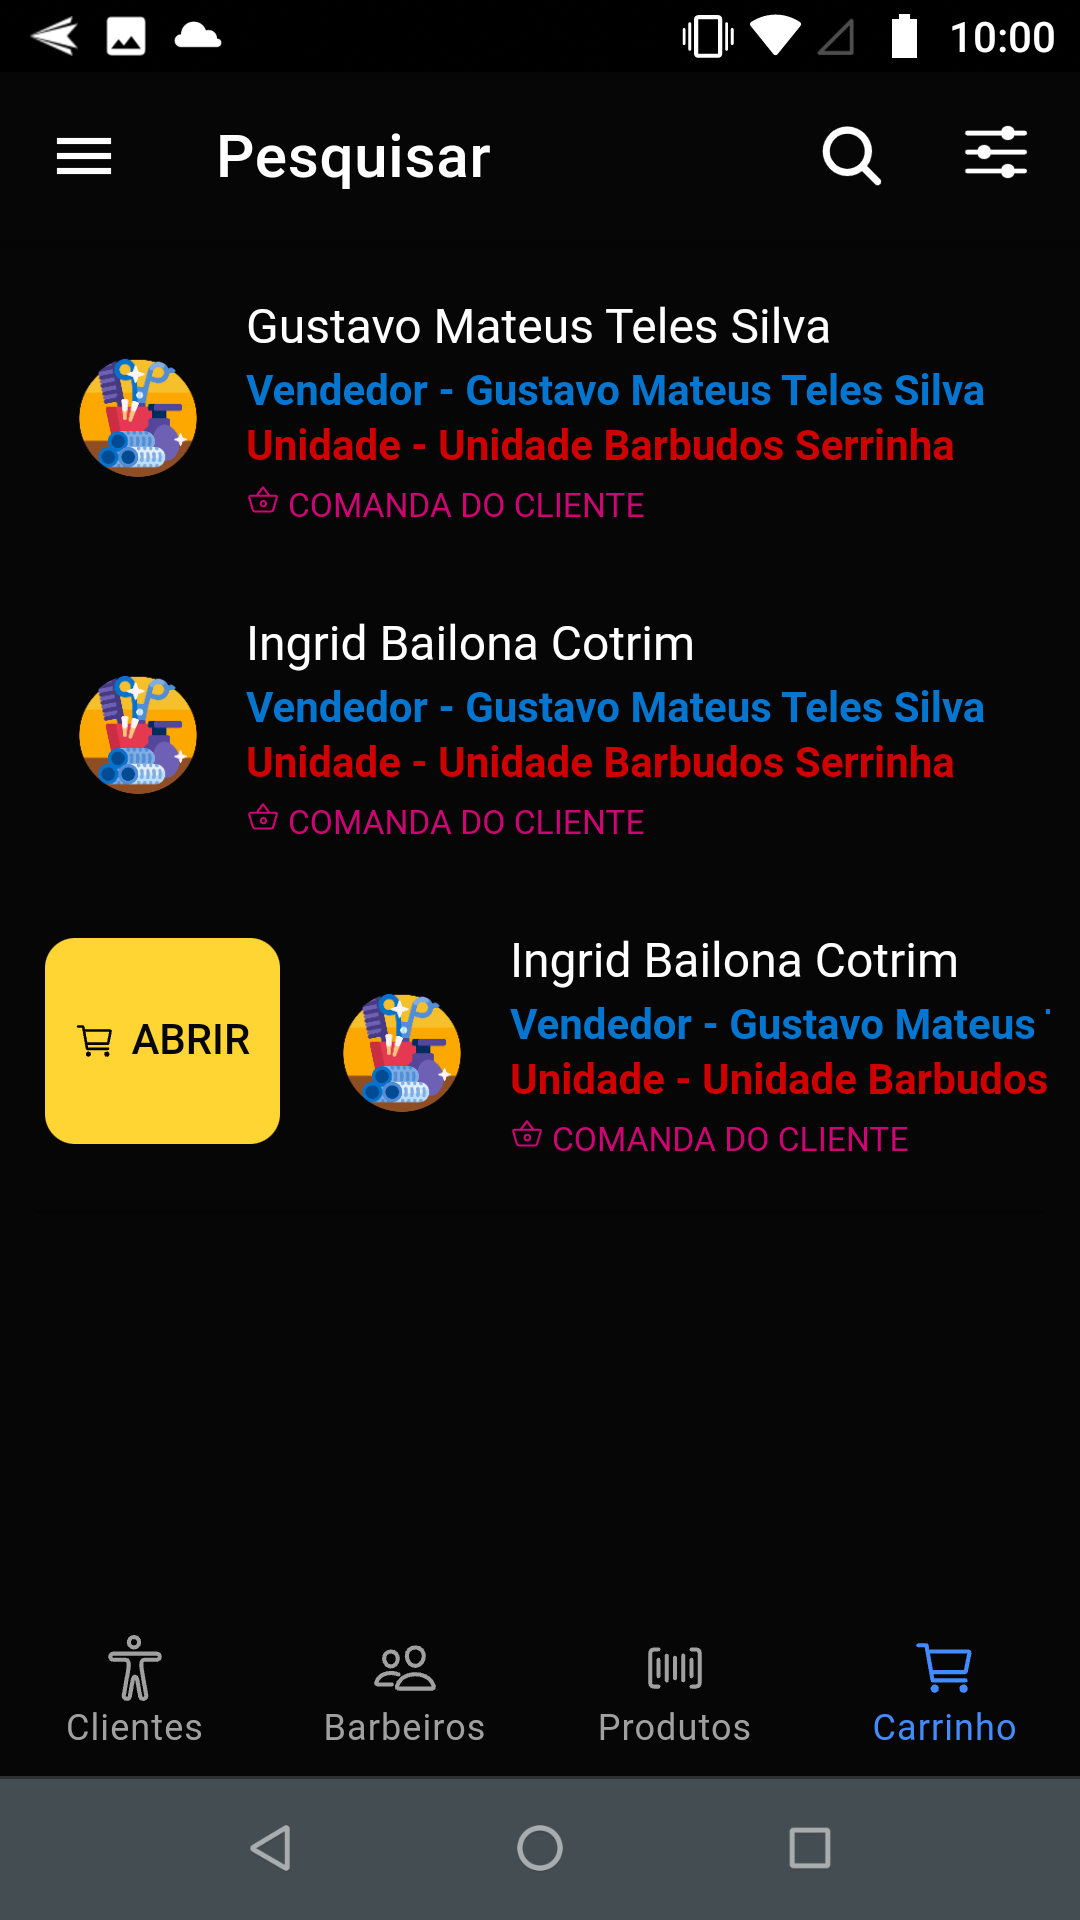 10:00
Pesquisar
Gustavo Mateus Teles Silva
Vendedor - Gustavo Mateus Teles Silva
Unidade - Unidade Barbudos Serrinha
COMANDA DO CLIENTE
Ingrid Bailona Cotrim
Vendedor - Gustavo Mateus Teles Silva
Unidade - Unidade Barbudos Serrinha
COMANDA DO CLIENTE
ABRIR
Ingrid Bailona Cotrim
Vendedor - Gustavo Mateus
Unidade - Unidade Barbudos
COMANDA DO CLIENTE
Clientes
Barbeiros
Produtos
Carrinho